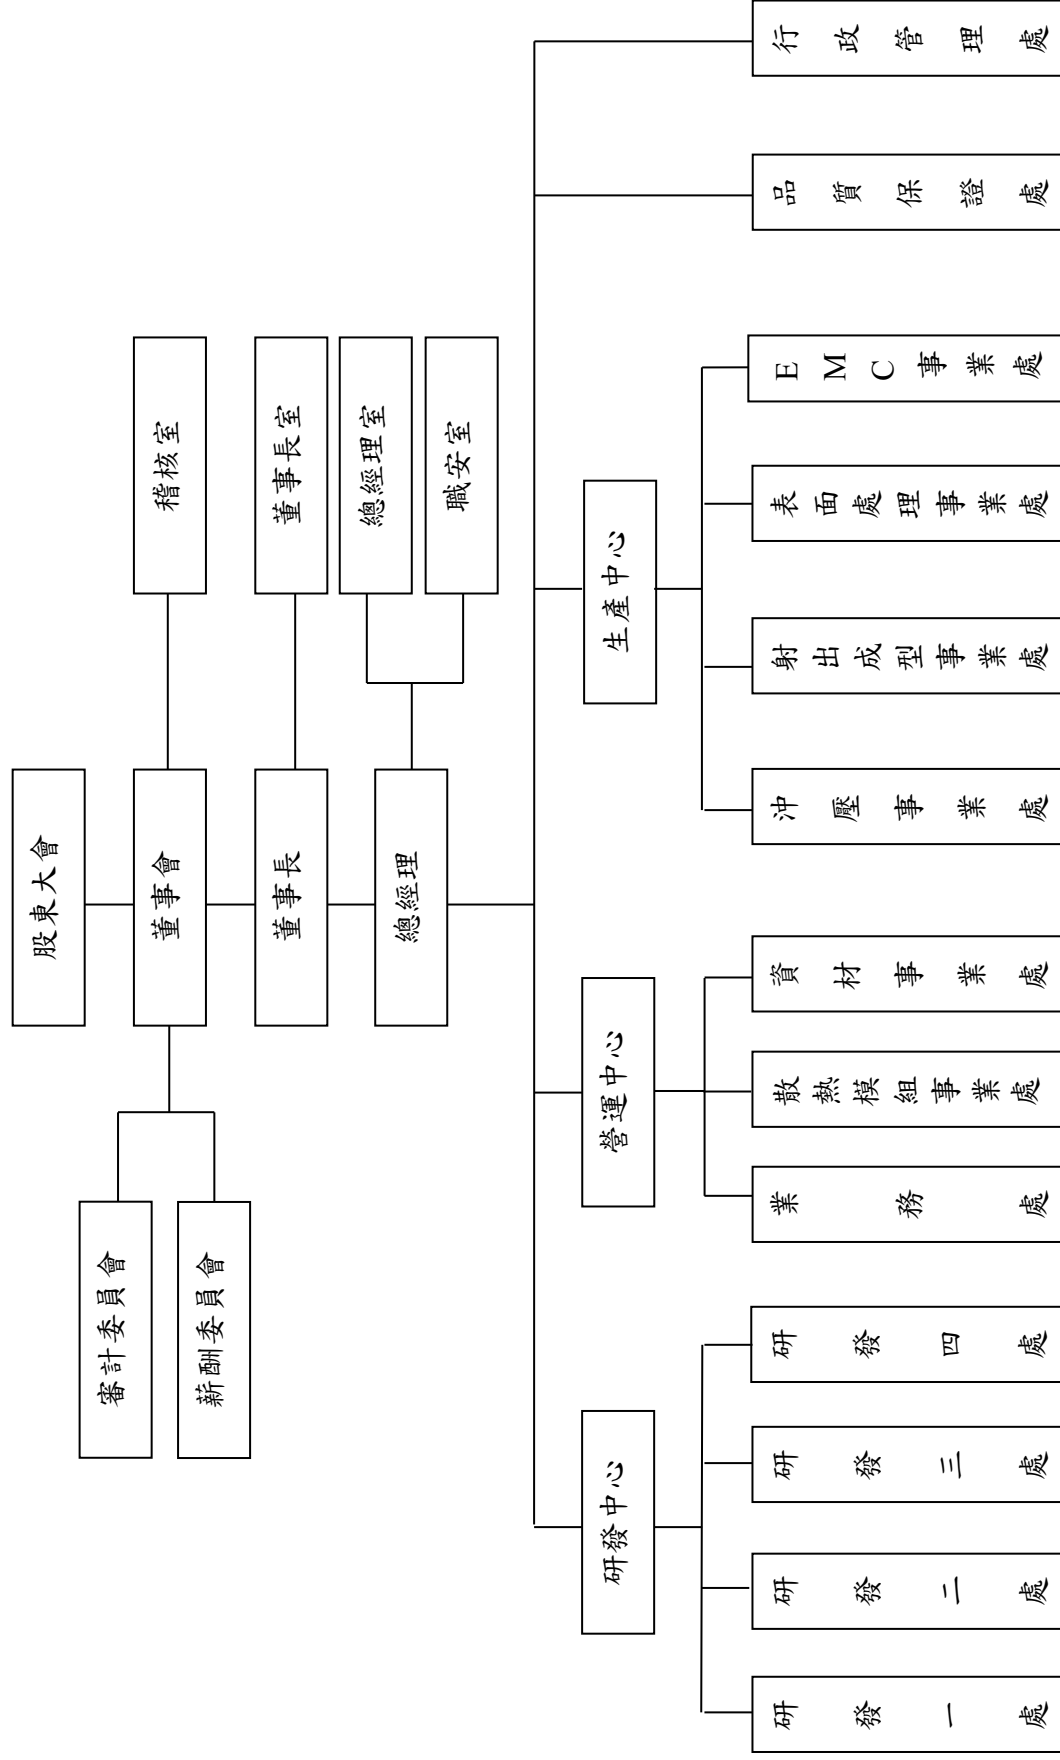 股東大會
審計委員會
薪酬委員會
董事會
稽核室
董事長
董事長室
總經理
總經理室
職安室
研發中心
營運中心
生產中心
研發一處
研發二處
研發三處
研發四處
業務處
散熱模組事業處
資材事業處
沖壓事業處
射出成型事業處
表面處理事業處
EMC事業處
品質保證處
行政管理處